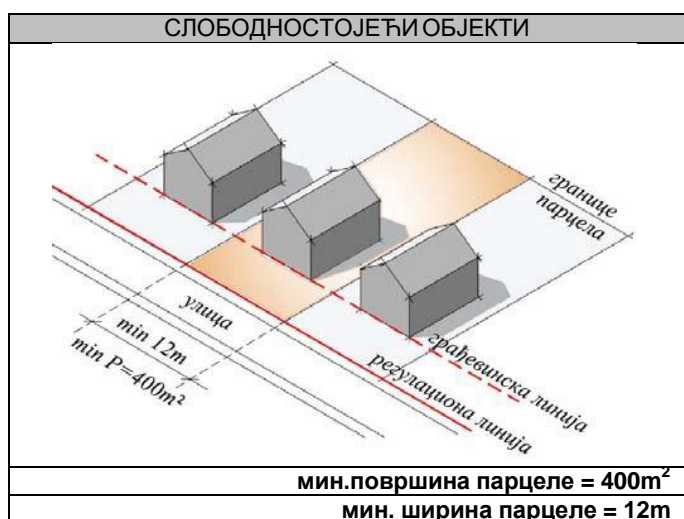 СЛОБОДНОСТОЈЕЋИ ОБЈЕКТИ
границе
парцела
улица
min 12m
min P=400m²
грађевинска линија
регулациона линија
мин.површина парцеле = 400m²
мин. ширина парцеле = 12m